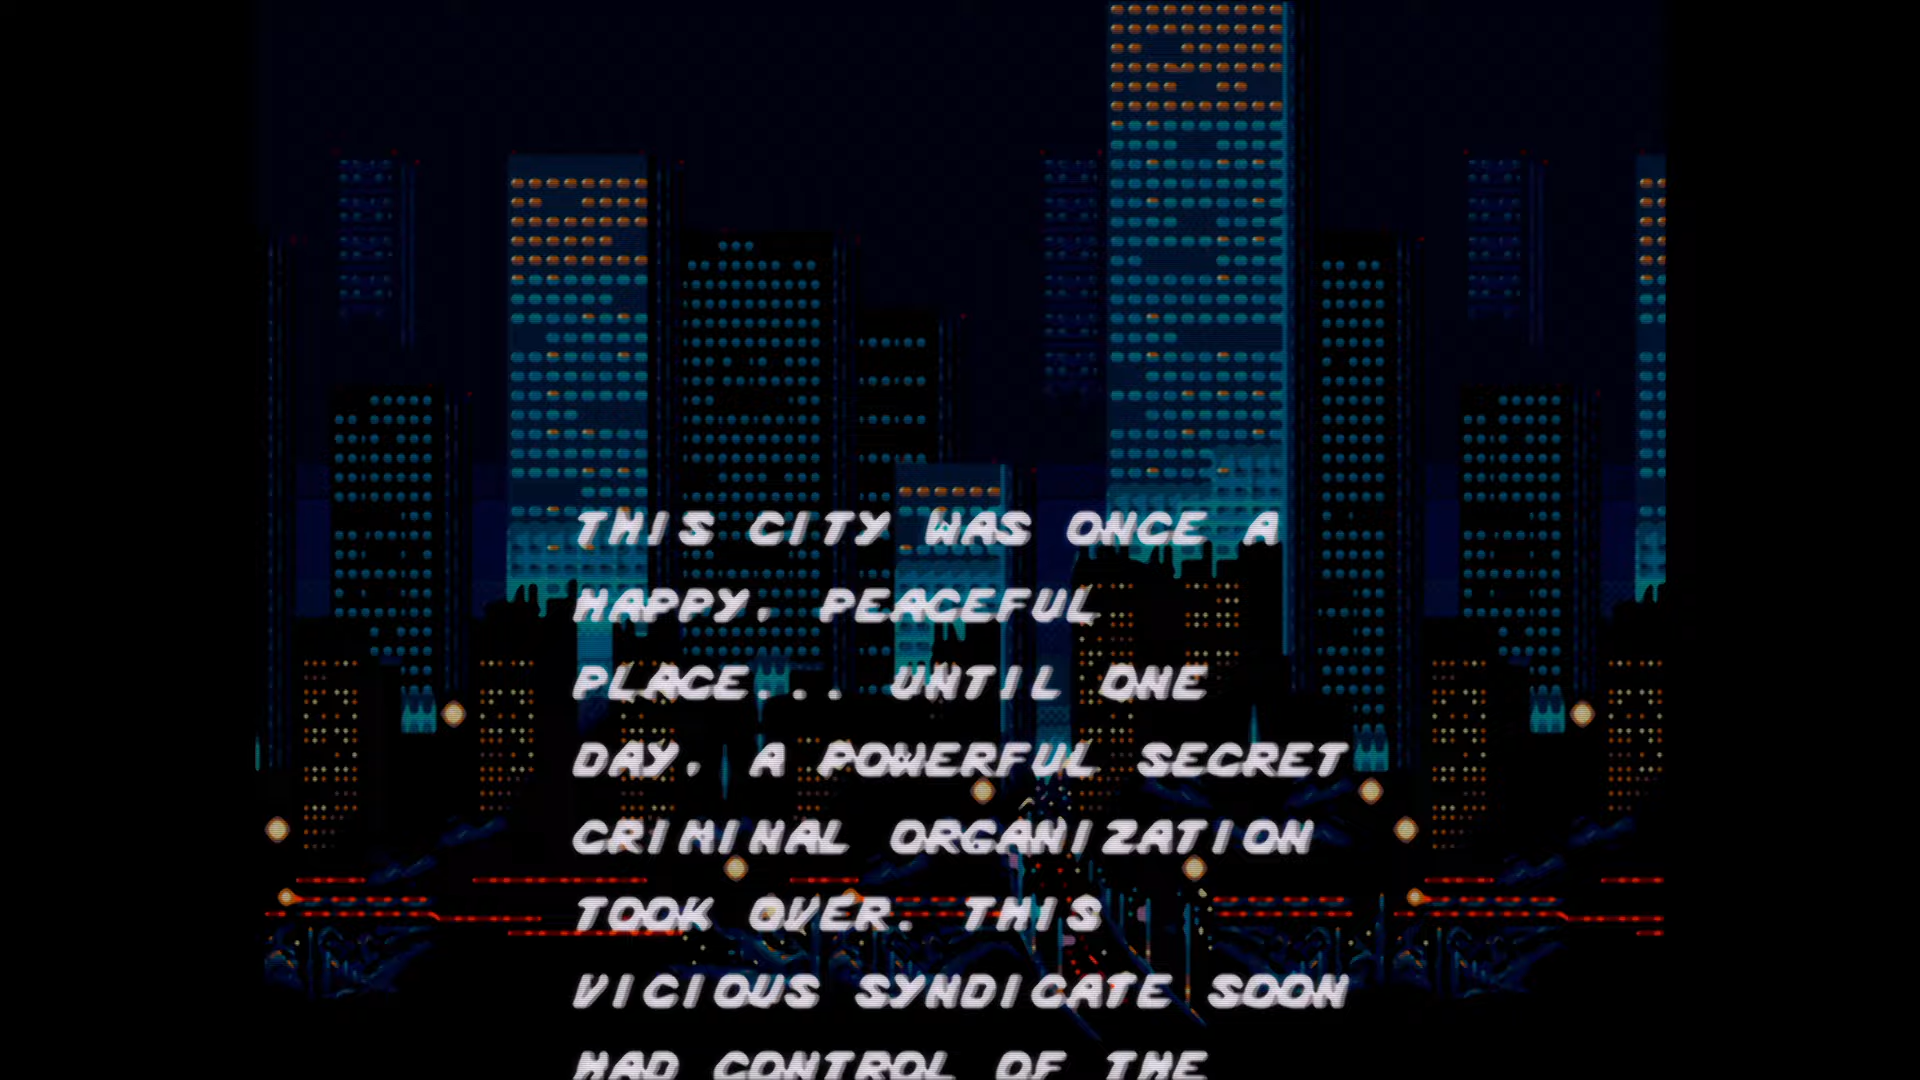 THIS CITY WAS ONCE A
HAPPY, PEACEFUL
PLACE... UNTIL ONE
DAY, A POWERFUL SECRET
CRIMINAL ORGANIZATION
TOOK OVER. THIS
VICIOUS SYNDICATE SOON
HAD CONTROL OF THE